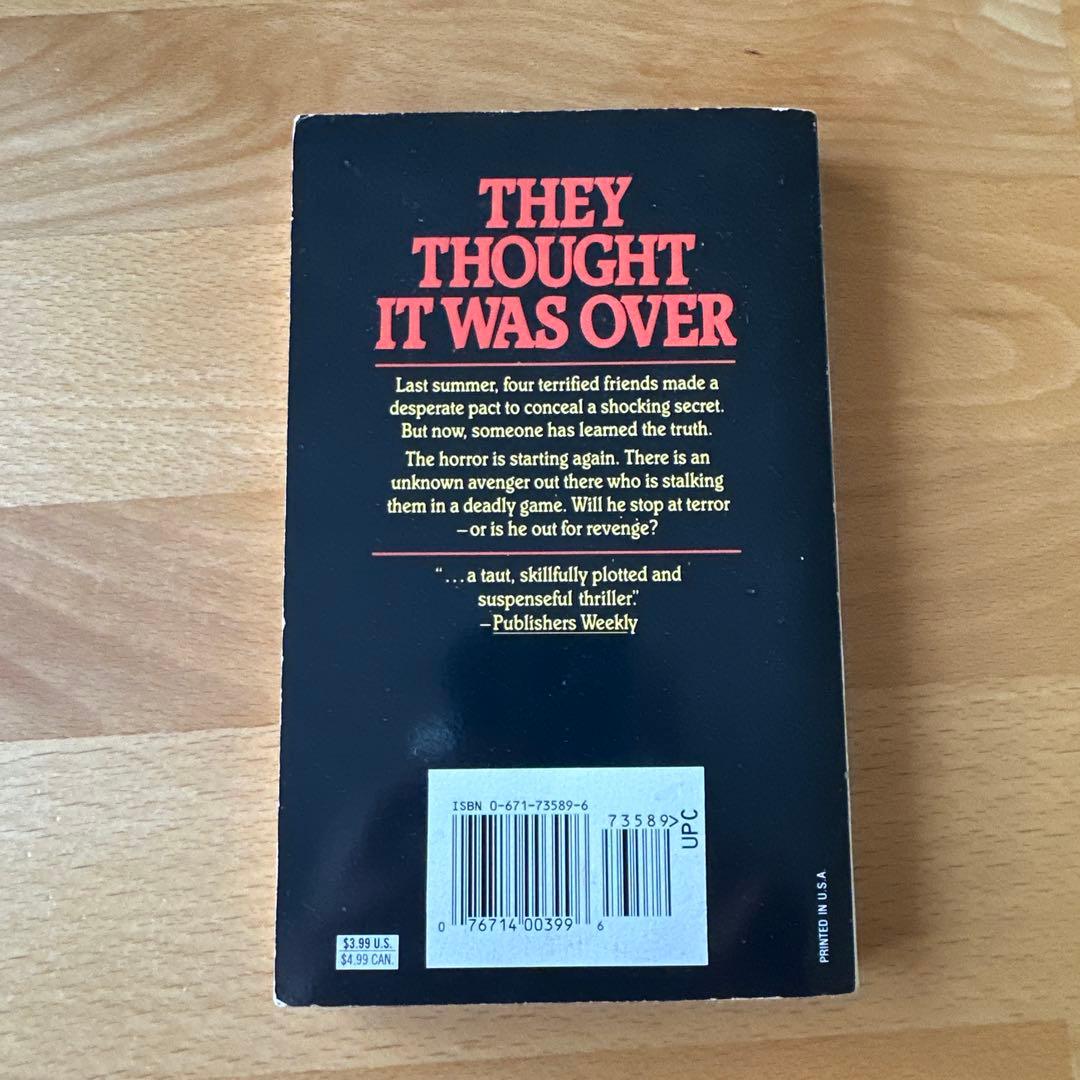 THEY
THOUGHT
IT WAS OVER
Last summer, four terrified friends made a
desperate pact to conceal a shocking secret.
But now, someone has learned the truth.
The horror is starting again. There is an
unknown avenger out there who is stalking
them in a deadly game. Will he stop at terror
–or is he out for revenge?
“...a taut, skillfully plotted and
suspenseful thriller.”
–Publishers Weekly
ISBN 0-671-73589-6
73589>
UPC
0 76714 00399 6
$3.99 U.S.
$4.99 CAN.
PRINTED IN U.S.A.